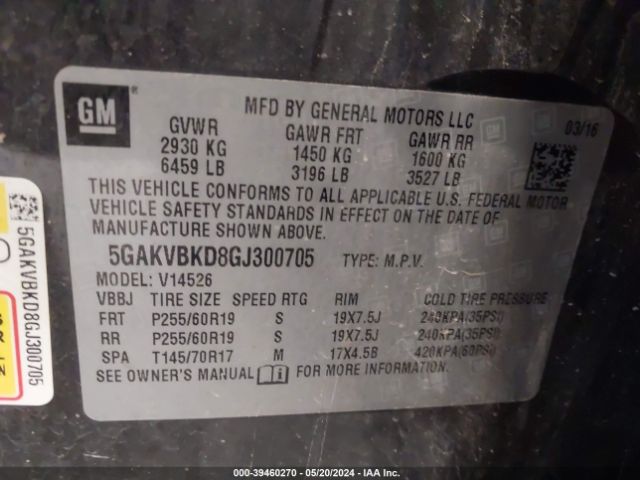 GM ®
MFD BY GENERAL MOTORS LLC
03/16
GVWR GAWR FRT GAWR RR
2930 KG 1450 KG 1600 KG
6459 LB 3196 LB 3527 LB
THIS VEHICLE CONFORMS TO ALL APPLICABLE U.S. FEDERAL MOTOR
VEHICLE SAFETY STANDARDS IN EFFECT ON THE DATE OF
MANUFACTURE SHOWN ABOVE.
5GAKVBKD8GJ300705 TYPE: M.P.V.
MODEL: V14526
VBBJ TIRE SIZE SPEED RTG RIM COLD TIRE PRESSURE
FRT P255/60R19 S 19X7.5J 240KPA(35PSI)
RR P255/60R19 S 19X7.5J 240KPA(35PSI)
SPA T145/70R17 M 17X4.5B 420KPA(60PSI)
SEE OWNER'S MANUAL FOR MORE INFORMATION.
5GAKVBKD8GJ300705
000-39460270 - 05/20/2024 - IAA